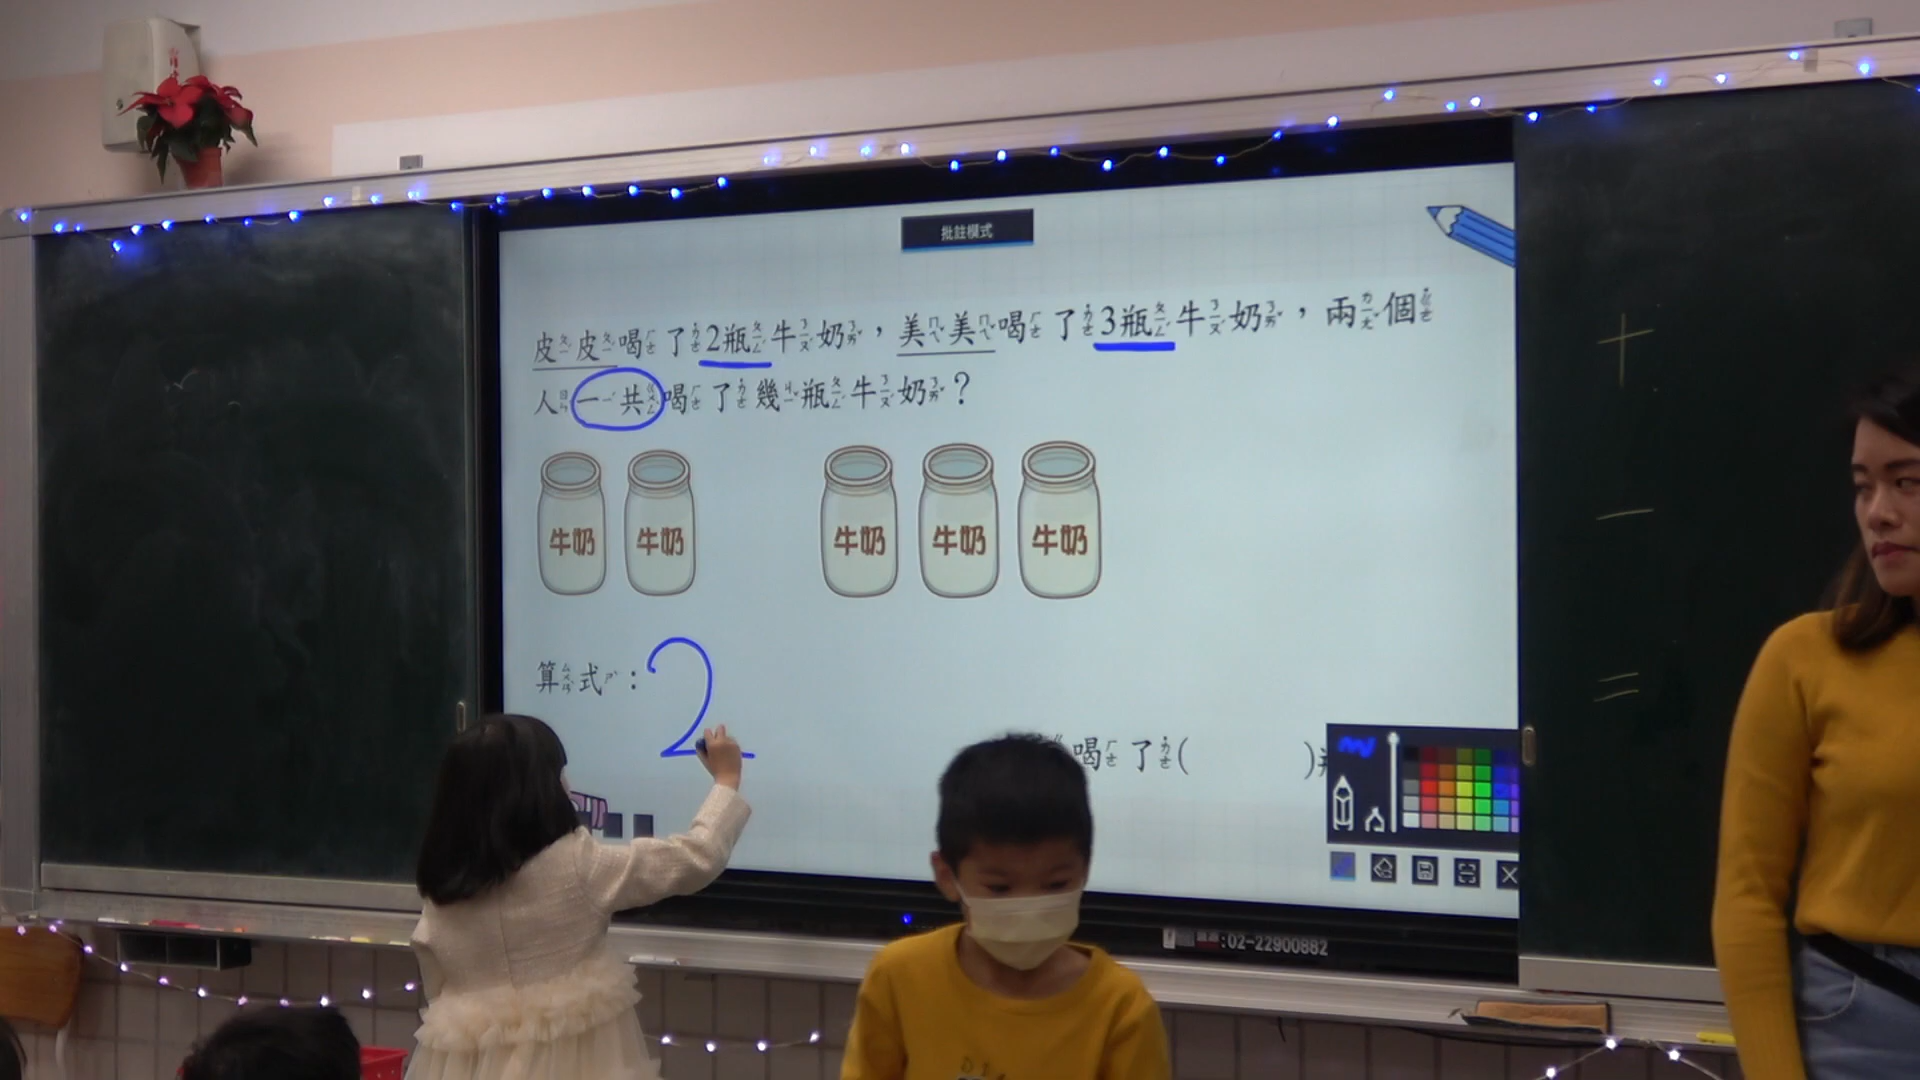 批註模式
皮皮喝了2瓶牛奶，美美喝了3瓶牛奶，兩個
人一共喝了幾瓶牛奶？
牛奶 牛奶 牛奶 牛奶 牛奶
算式：2
喝了( )
+
－
=
:02-22900882